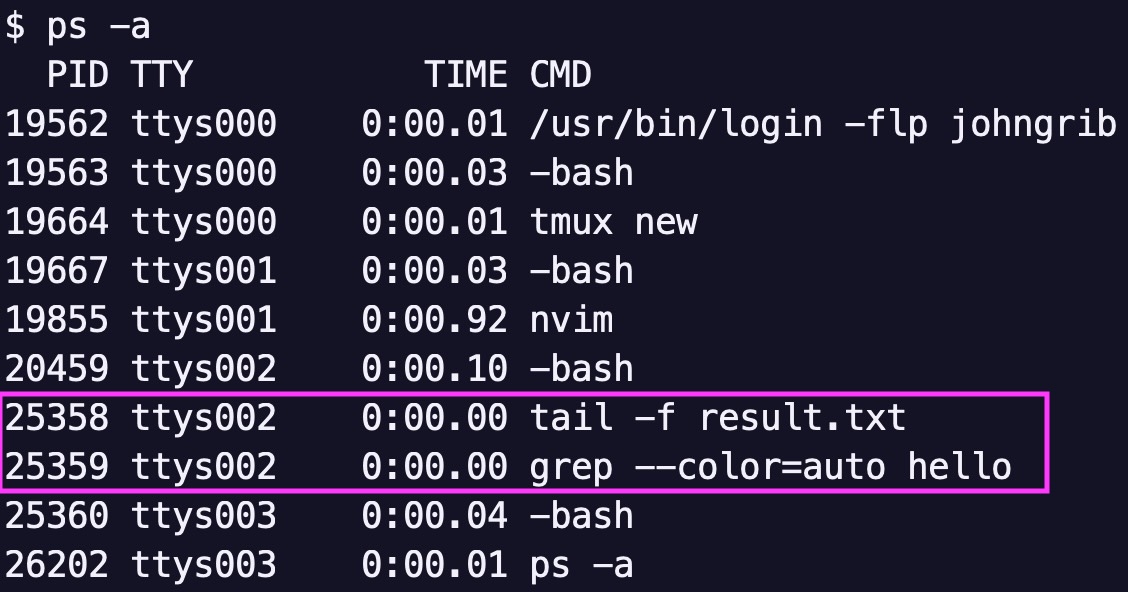 $ ps -a
PID TTY TIME CMD
19562 ttys000 0:00.01 /usr/bin/login -flp johngrib
19563 ttys000 0:00.03 -bash
19664 ttys000 0:00.01 tmux new
19667 ttys001 0:00.03 -bash
19855 ttys001 0:00.92 nvim
20459 ttys002 0:00.10 -bash
25358 ttys002 0:00.00 tail -f result.txt
25359 ttys002 0:00.00 grep --color=auto hello
25360 ttys003 0:00.04 -bash
26202 ttys003 0:00.01 ps -a